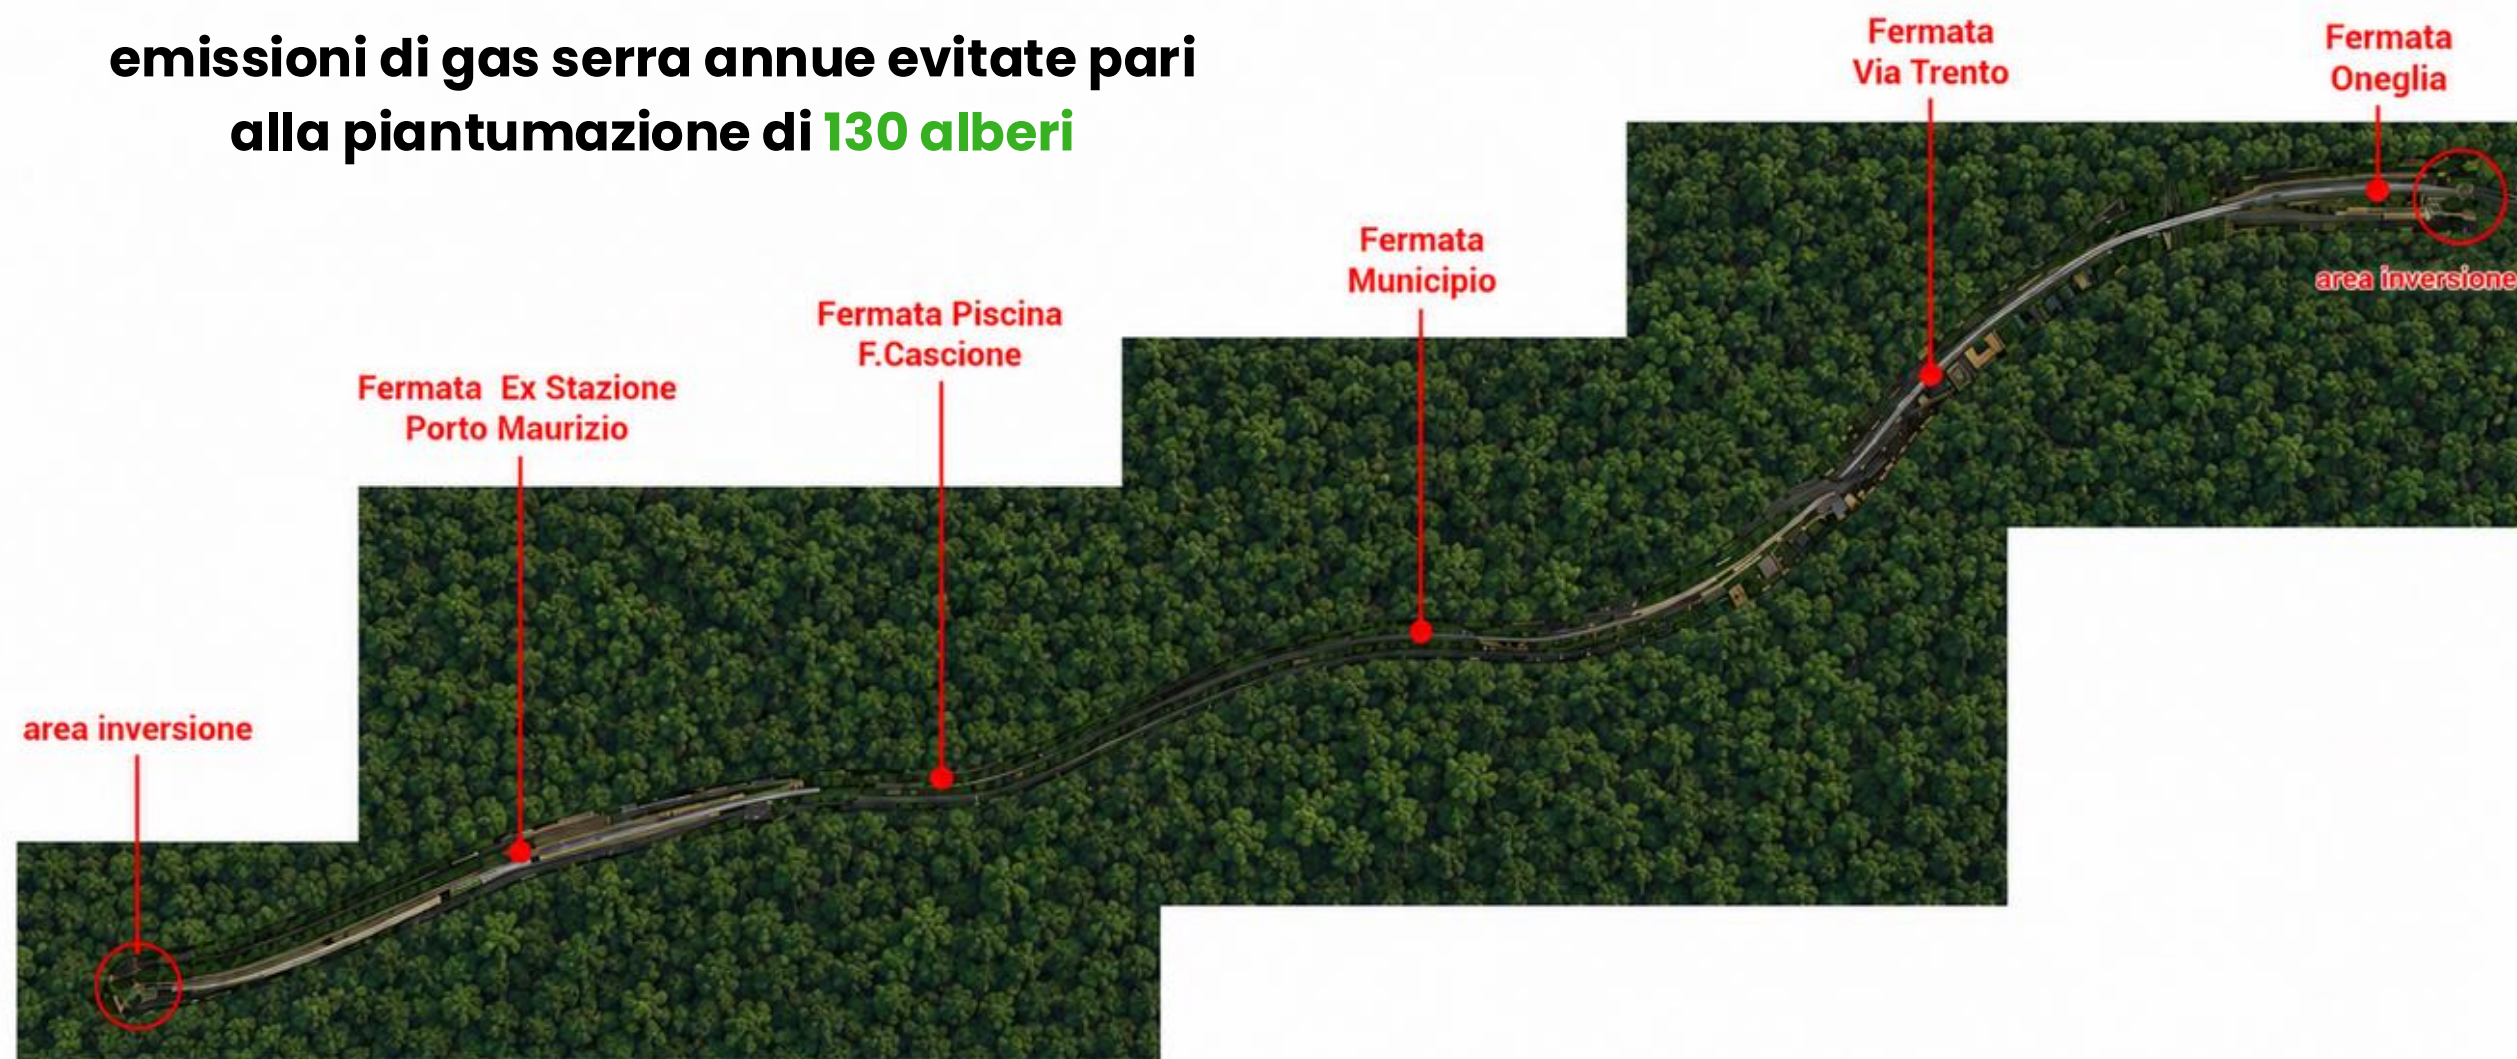 emissioni di gas serra annue evitate pari
alla piantumazione di 130 alberi
Fermata
Via Trento
Fermata
Oneglia
area inversione
Fermata
Municipio
Fermata Piscina
F.Cascione
Fermata Ex Stazione
Porto Maurizio
area inversione